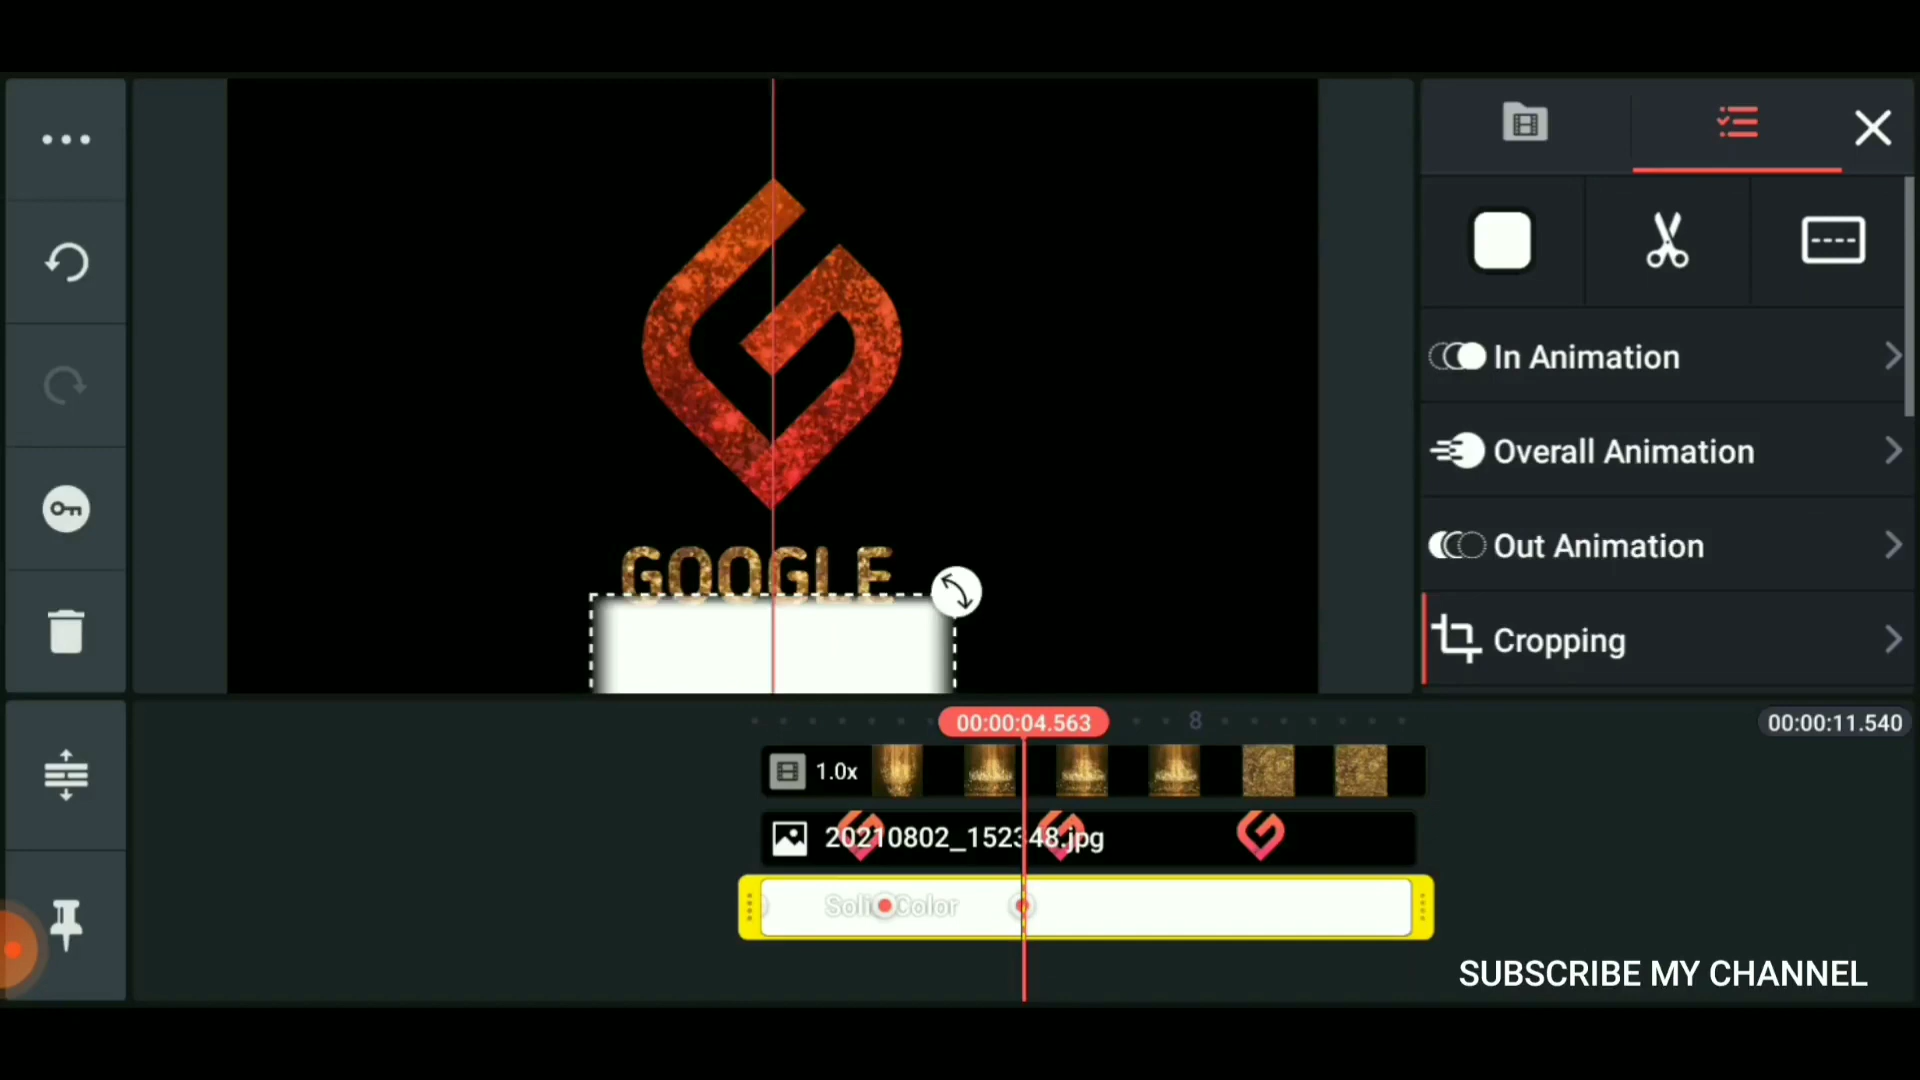 In Animation
Overall Animation
Out Animation
Cropping
GOOGLE
00:00:04.563
8
00:00:11.540
1.0x
20210802_152348.jpg
Solid Color
SUBSCRIBE MY CHANNEL